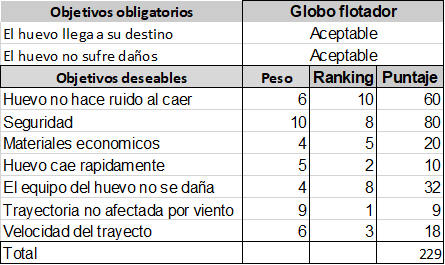 Objetivos obligatorios Globo flotador
El huevo llega a su destino Aceptable
El huevo no sufre daños Aceptable
Objetivos deseables Peso Ranking Puntaje
Huevo no hace ruido al caer 6 10 60
Seguridad 10 8 80
Materiales economicos 4 5 20
Huevo cae rapidamente 5 2 10
El equipo del huevo no se daña 4 8 32
Trayectoria no afectada por viento 9 1 9
Velocidad del trayecto 6 3 18
Total 229